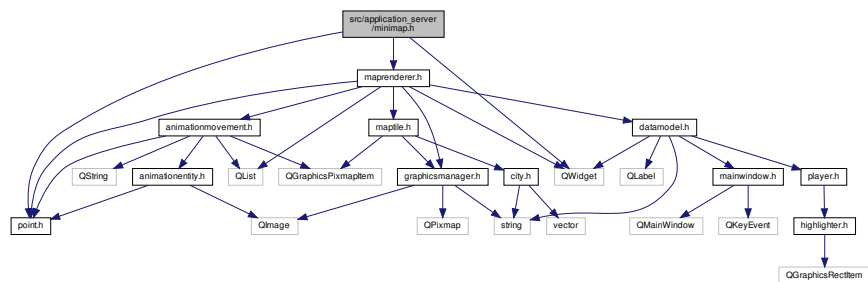 src/application_server
/minimap.h
maprenderer.h
animationmovement.h
maptile.h
datamodel.h
QString
animationentity.h
QList
QGraphicsPixmapItem
graphicsmanager.h
city.h
QWidget
QLabel
mainwindow.h
player.h
point.h
QImage
QPixmap
string
vector
QMainWindow
QKeyEvent
highlighter.h
QGraphicsRectItem